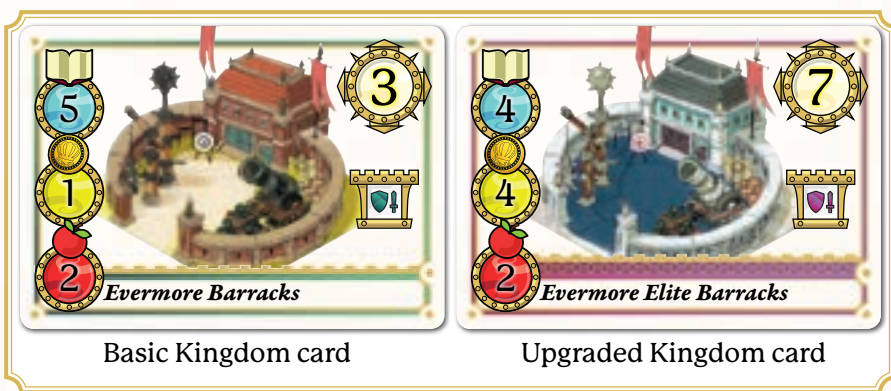 5
3
1
2
Evermore Barracks
4
7
4
2
Evermore Elite Barracks
Basic Kingdom card
Upgraded Kingdom card